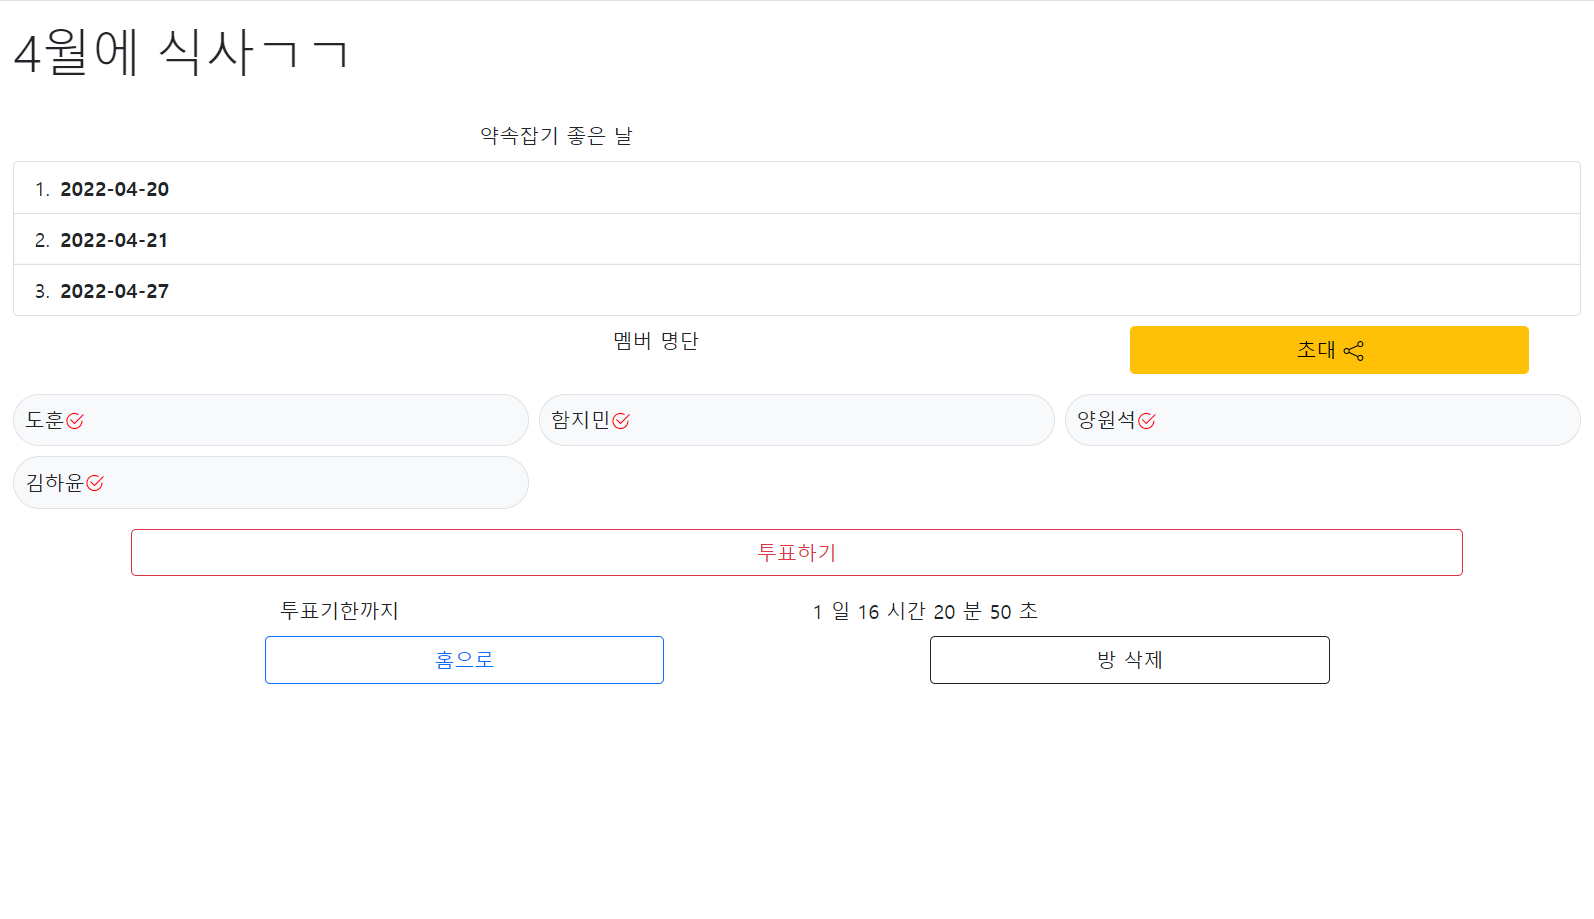 4월에 식사ㄱㄱ
약속잡기 좋은 날
1. 2022-04-20
2. 2022-04-21
3. 2022-04-27
멤버 명단
초대
도훈
함지민
양원석
김하윤
투표하기
투표기한까지 1 일 16 시간 20 분 50 초
홈으로
방 삭제